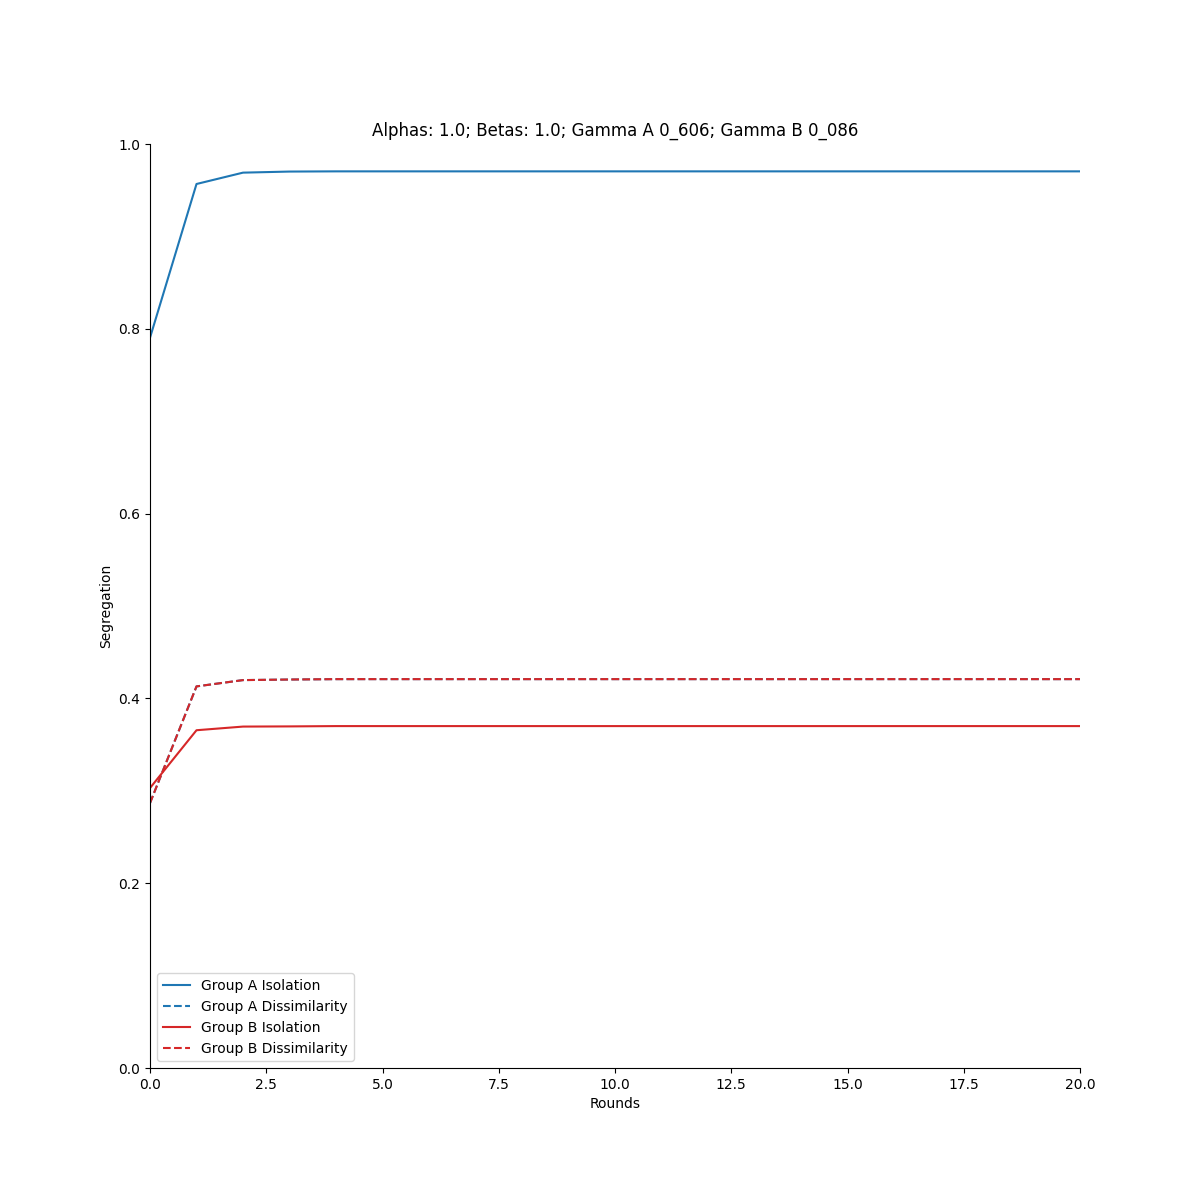 Alphas: 1.0; Betas: 1.0; Gamma A 0_606; Gamma B 0_086
1.0
0.8
0.6
0.4
0.2
0.0
Segregation
Group A Isolation
Group A Dissimilarity
Group B Isolation
Group B Dissimilarity
0.0 2.5 5.0 7.5 10.0 12.5 15.0 17.5 20.0
Rounds